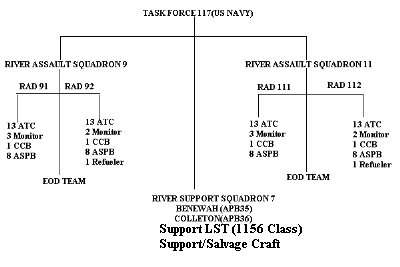 TASK FORCE 117(US NAVY)
RIVER ASSAULT SQUADRON 9
RAD 91
RAD 92
13 ATC
3 Monitor
1 CCB
8 ASPB
13 ATC
2 Monitor
1 CCB
8 ASPB
1 Refueler
EOD TEAM
RIVER ASSAULT SQUADRON 11
RAD 111
RAD 112
13 ATC
3 Monitor
1 CCB
8 ASPB
13 ATC
2 Monitor
1 CCB
8 ASPB
1 Refueler
EOD TEAM
RIVER SUPPORT SQUADRON 7
BENEWAH (APB35)
COLLETON(APB36)
Support LST (1156 Class)
Support/Salvage Craft